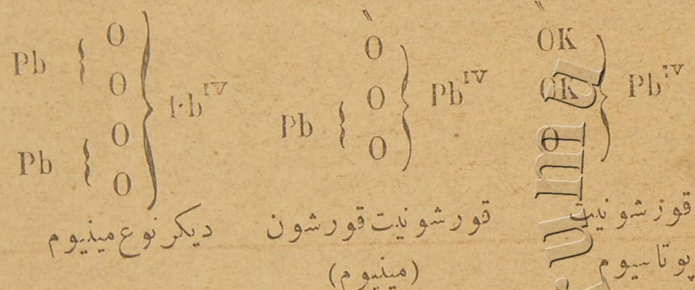 O
Pb O
O
Pb O
Pb^IV
O
O
Pb O
Pb^IV
OK
OK
O
Pb^IV
قورشونیت
پوتاسیوم
قورشونیت قورشون
(مینیوم)
دیکر نوع مینیوم